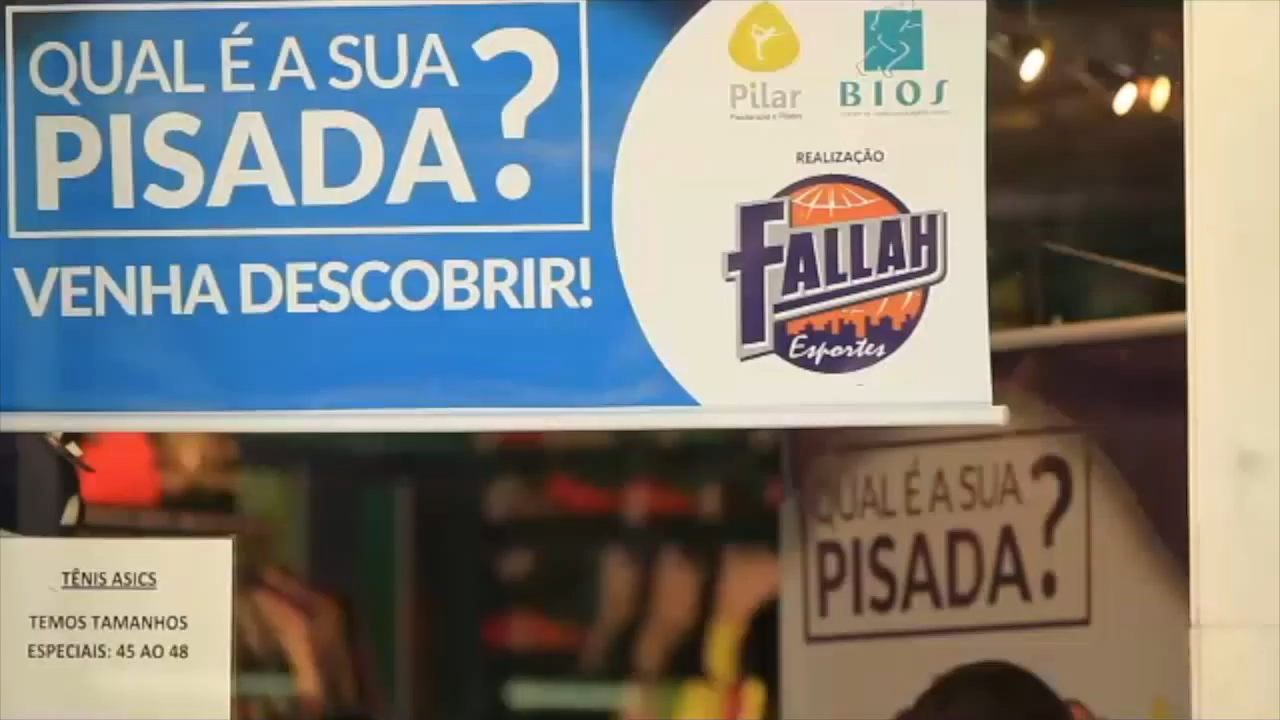 QUAL É A SUA
PISADA?
VENHA DESCOBRIR!
Pilar
BIOS
REALIZAÇÃO
FALLAH
Esportes
QUAL É A SUA
PISADA?
TÊNIS ASICS
TEMOS TAMANHOS
ESPECIAIS: 45 AO 48